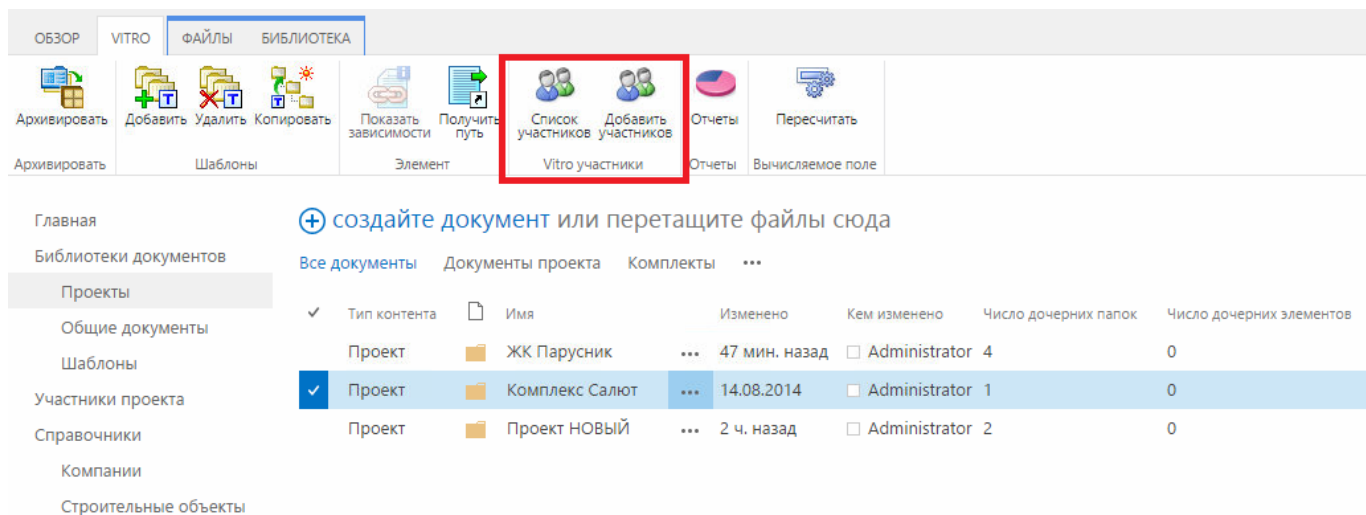 ОБЗОР VITRO ФАЙЛЫ БИБЛИОТЕКА
Архивировать Добавить Удалить Копировать Показать зависимости Получить путь Список участников Добавить участников Отчеты Пересчитать
Архивировать Шаблоны Элемент Vitro участники Отчеты Вычисляемое поле
Главная
Библиотеки документов
Проекты
Общие документы
Шаблоны
Участники проекта
Справочники
Компании
Строительные объекты
создайте документ или перетащите файлы сюда
Все документы Документы проекта Комплекты •••
Тип контента Имя Изменено Кем изменено Число дочерних папок Число дочерних элементов
Проект ЖК Парусник ••• 47 мин. назад Administrator 4 0
Проект Комплекс Салют ••• 14.08.2014 Administrator 1 0
Проект Проект НОВЫЙ ••• 2 ч. назад Administrator 2 0